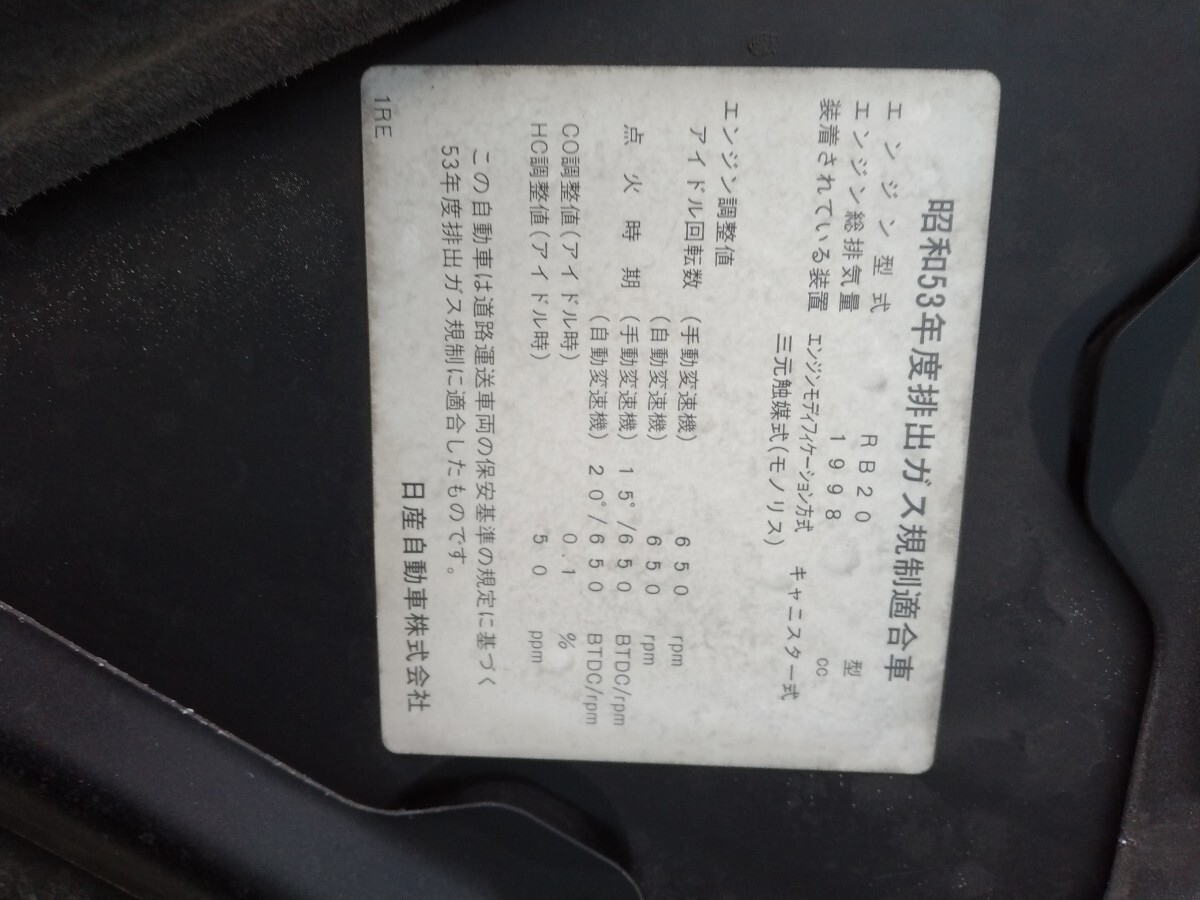 昭和53年度排出ガス規制適合車
エンジン型式 RB20 型
エンジン総排気量 1998 cc
装着されている装置 エンジンモディフィケーション方式 キャニスター式
三元触媒式(モノリス)
エンジン調整値
アイドル回転数 (手動変速機) 650 rpm
(自動変速機) 650 rpm
点火時期 (手動変速機) 15°/650 BTDC/rpm
(自動変速機) 20°/650 BTDC/rpm
CO調整値(アイドル時) 0.1 %
HC調整値(アイドル時) 50 ppm
この自動車は道路運送車両の保安基準の規定に基づく
53年度排出ガス規制に適合したものです。
日産自動車株式会社
1RE